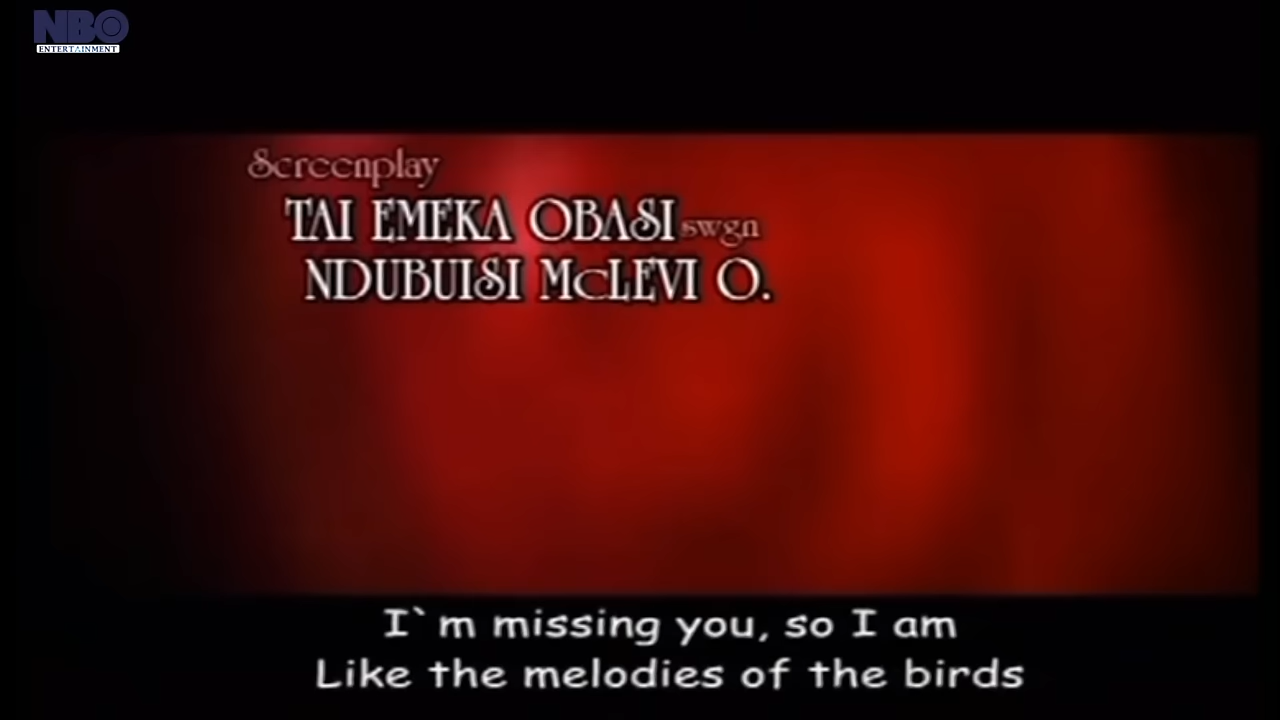 NBO
ENTERTAINMENT
Screenplay
TAI EMEKA OBASI swgn
NDUBUISI McLEVI O.
I`m missing you, so I am
Like the melodies of the birds